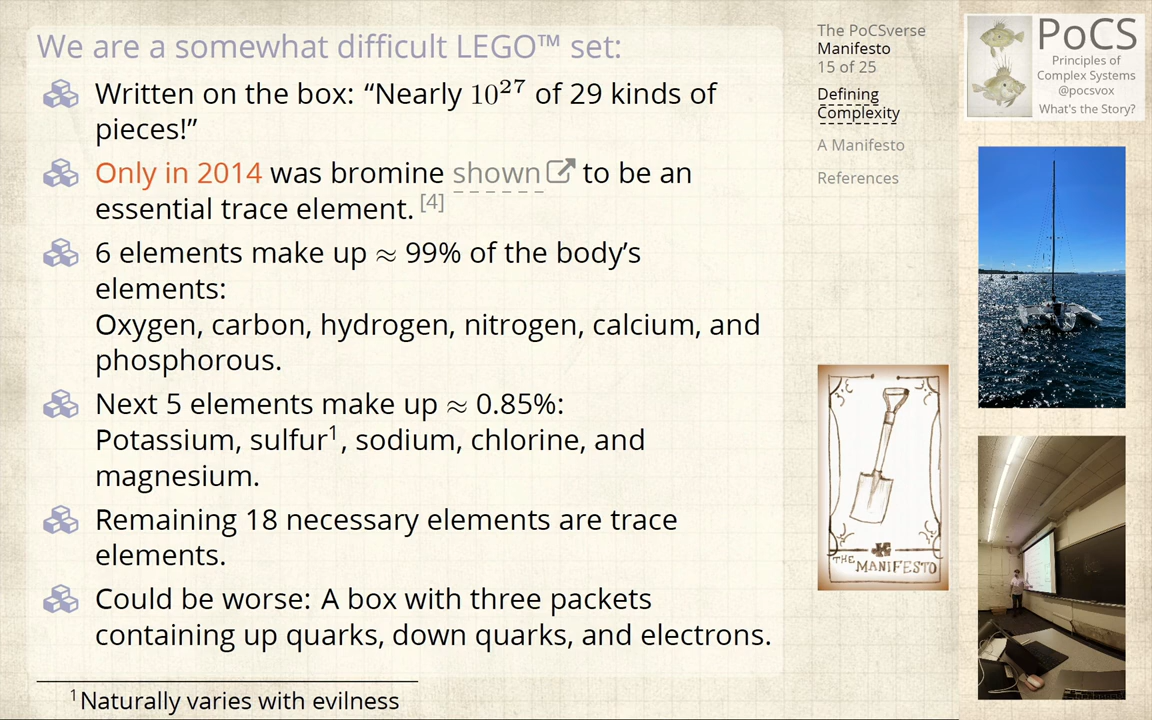 We are a somewhat difficult LEGO™ set:
Written on the box: “Nearly 10²⁷ of 29 kinds of
pieces!”
Only in 2014 was bromine shown to be an
essential trace element. [4]
6 elements make up ≈ 99% of the body’s
elements:
Oxygen, carbon, hydrogen, nitrogen, calcium, and
phosphorous.
Next 5 elements make up ≈ 0.85%:
Potassium, sulfur¹, sodium, chlorine, and
magnesium.
Remaining 18 necessary elements are trace
elements.
Could be worse: A box with three packets
containing up quarks, down quarks, and electrons.
¹Naturally varies with evilness
The PoCSverse
Manifesto
15 of 25
Defining
Complexity
A Manifesto
References
THE MANIFESTO
PoCS
Principles of
Complex Systems
@pocsvox
What's the Story?